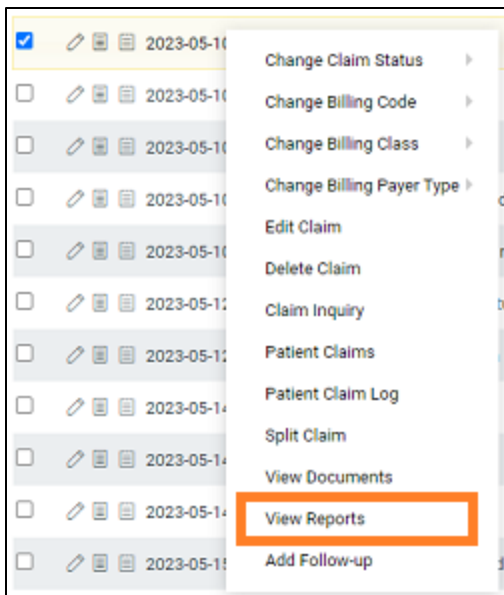 2023-05-10
Change Claim Status
2023-05-10
Change Billing Code
2023-05-10
Change Billing Class
2023-05-10
Change Billing Payer Type
2023-05-10
Edit Claim
Delete Claim
2023-05-12
Claim Inquiry
2023-05-12
Patient Claims
2023-05-14
Patient Claim Log
2023-05-14
Split Claim
View Documents
2023-05-14
View Reports
2023-05-15
Add Follow-up